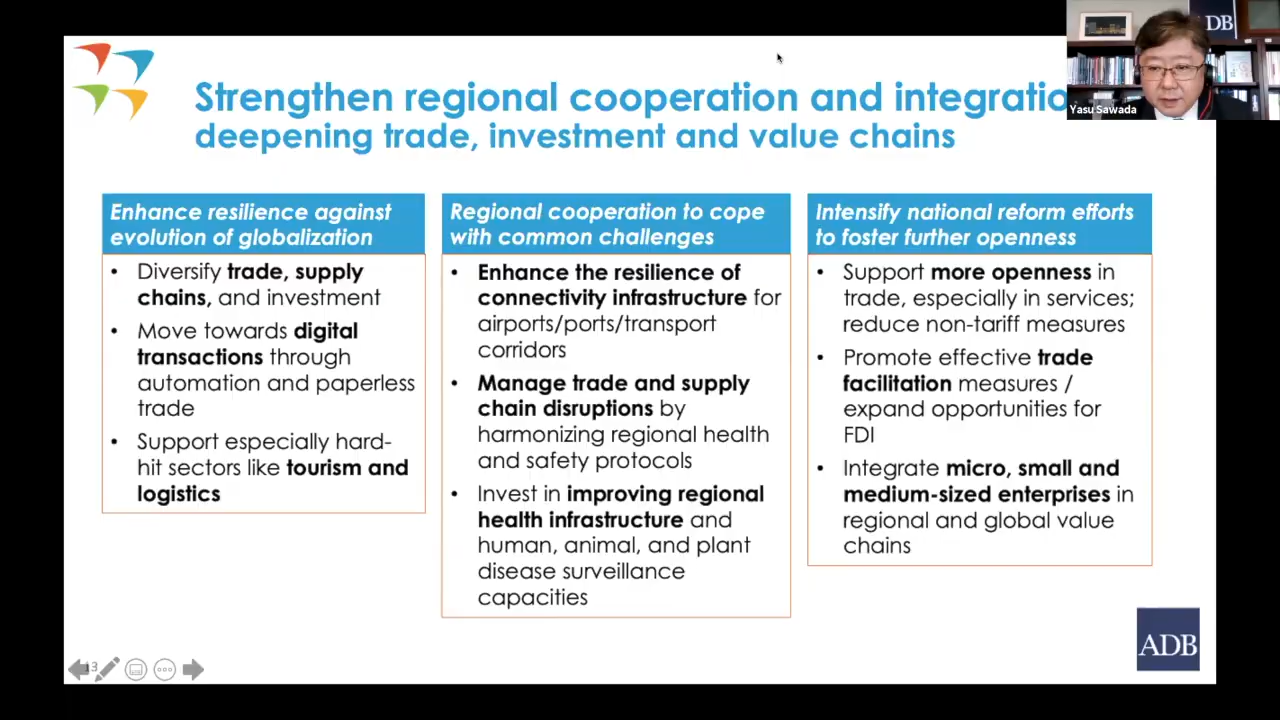 DB
Yasu Sawada
Strengthen regional cooperation and integratio
deepening trade, investment and value chains
Enhance resilience against
evolution of globalization
• Diversify trade, supply
chains, and investment
• Move towards digital
transactions through
automation and paperless
trade
• Support especially hard-
hit sectors like tourism and
logistics
Regional cooperation to cope
with common challenges
• Enhance the resilience of
connectivity infrastructure for
airports/ports/transport
corridors
• Manage trade and supply
chain disruptions by
harmonizing regional health
and safety protocols
• Invest in improving regional
health infrastructure and
human, animal, and plant
disease surveillance
capacities
Intensify national reform efforts
to foster further openness
• Support more openness in
trade, especially in services;
reduce non-tariff measures
• Promote effective trade
facilitation measures /
expand opportunities for
FDI
• Integrate micro, small and
medium-sized enterprises in
regional and global value
chains
13
ADB